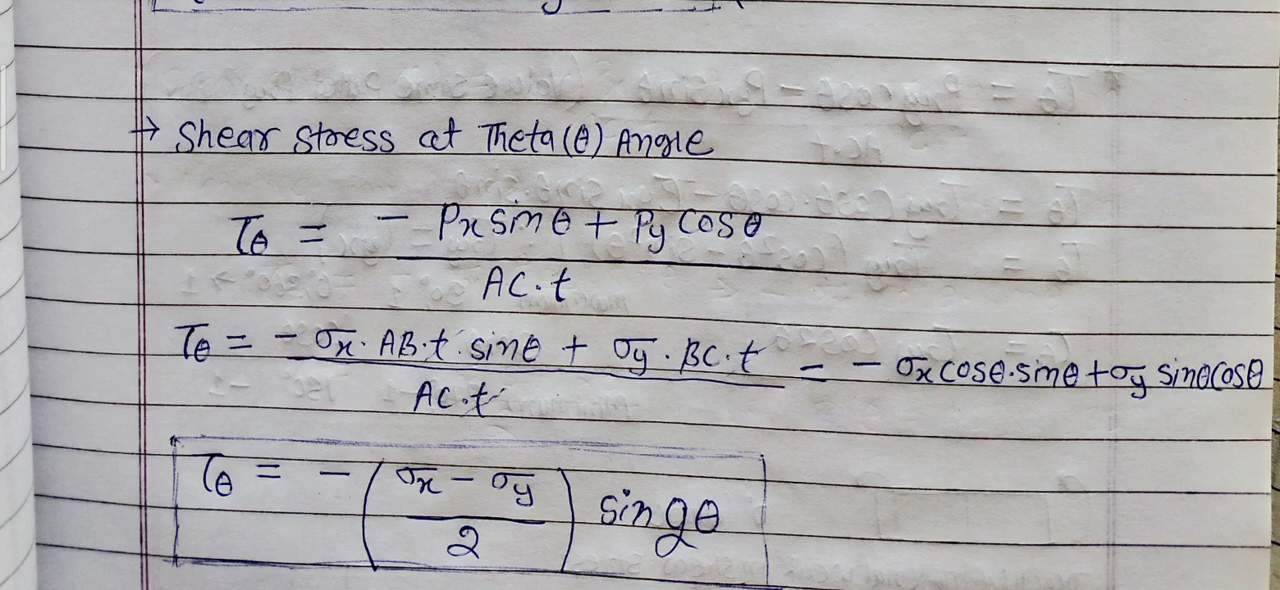 → Shear Stress at Theta (θ) Angle
τθ = - Px sinθ + Py cosθ / AC·t
τθ = - σx · AB·t·sinθ + σy · BC·t / AC·t = - σx cosθ·sinθ + σy sinθ cosθ
τθ = - (σx - σy / 2) sin 2θ